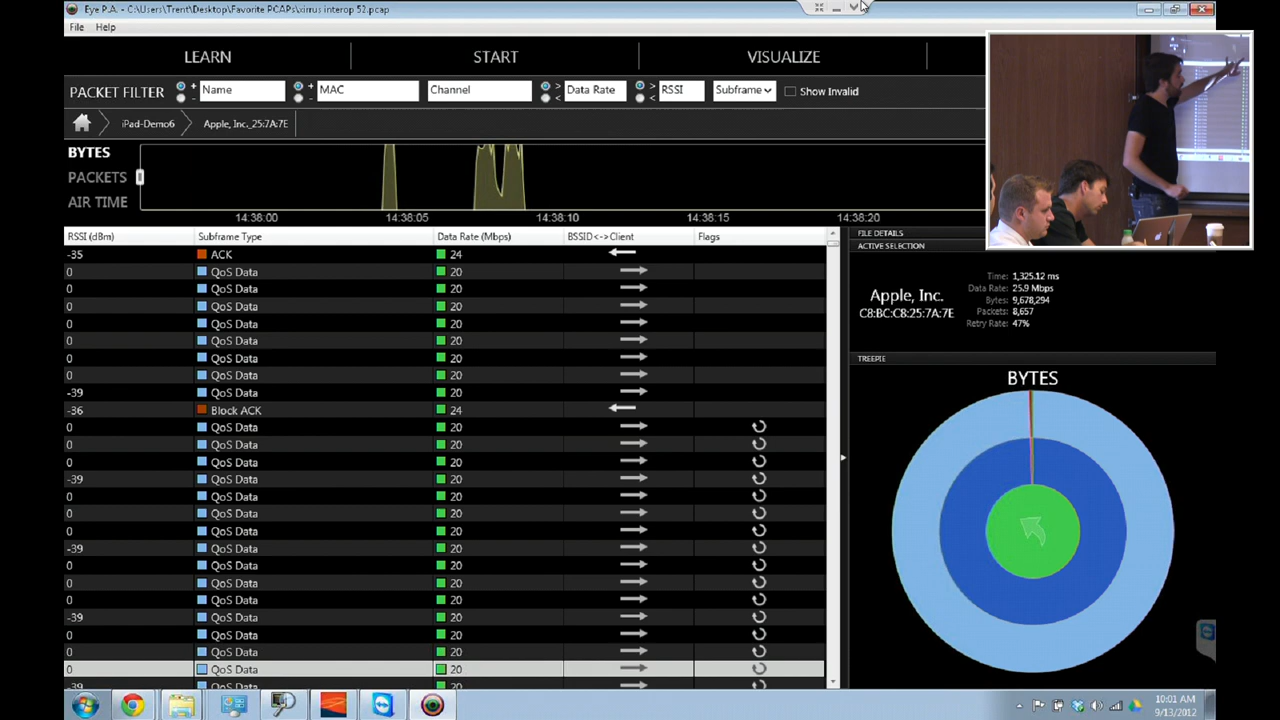 Eye P.A. - C:\Users\Trent\Desktop\Favorite PCAPs\xirrus interop 52.pcap
File Help
LEARN START VISUALIZE
PACKET FILTER + - Name + - MAC Channel > < Data Rate > < RSSI Subframe Show Invalid
iPad-Demo6 Apple, Inc._25:7A:7E
BYTES
PACKETS
AIR TIME
14:38:00 14:38:05 14:38:10 14:38:15 14:38:20
RSSI (dBm) Subframe Type Data Rate (Mbps) BSSID<->Client Flags
-35 ACK 24
0 QoS Data 20
0 QoS Data 20
0 QoS Data 20
0 QoS Data 20
0 QoS Data 20
0 QoS Data 20
0 QoS Data 20
-39 QoS Data 20
-36 Block ACK 24
0 QoS Data 20
0 QoS Data 20
0 QoS Data 20
-39 QoS Data 20
0 QoS Data 20
0 QoS Data 20
0 QoS Data 20
-39 QoS Data 20
0 QoS Data 20
0 QoS Data 20
0 QoS Data 20
-39 QoS Data 20
0 QoS Data 20
0 QoS Data 20
0 QoS Data 20
-39 QoS Data 20
FILE DETAILS
ACTIVE SELECTION
Apple, Inc.
C8:BC:C8:25:7A:7E
Time: 1,325.12 ms
Data Rate: 25.9 Mbps
Bytes: 9,678,294
Packets: 8,657
Retry Rate: 47%
TREEPIE
BYTES
10:01 AM
9/13/2012